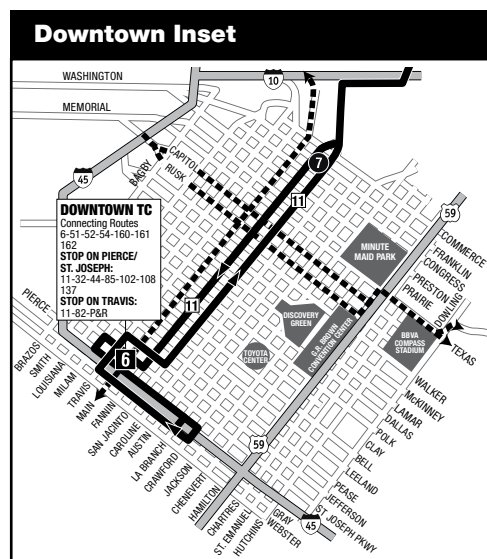 Downtown Inset
WASHINGTON
10
MEMORIAL
45
BAGBY
CAPITOL
RUSK
7
11
59
DOWNTOWN TC
Connecting Routes
6-51-52-54-160-161
162
STOP ON PIERCE/
ST. JOSEPH:
11-32-44-85-102-108
137
STOP ON TRAVIS:
11-82-P&R
MINUTE
MAID PARK
COMMERCE
FRANKLIN
CONGRESS
PRESTON
PRAIRIE
DOWLING
TEXAS
11
DISCOVERY
GREEN
G.R. BROWN
CONVENTION CENTER
BBVA
COMPASS
STADIUM
TOYOTA
CENTER
6
PIERCE
BRAZOS
SMITH
LOUISIANA
MILAM
TRAVIS
MAIN
FANNIN
SAN JACINTO
CAROLINE
AUSTIN
LA BRANCH
CRAWFORD
JACKSON
CHENEVERT
HAMILTON
59
CHARTRES
ST. EMANUEL
HUTCHINS
WALKER
McKINNEY
LAMAR
DALLAS
POLK
CLAY
BELL
LEELAND
PEASE
JEFFERSON
ST JOSEPH PKWY
GRAY
WEBSTER
45